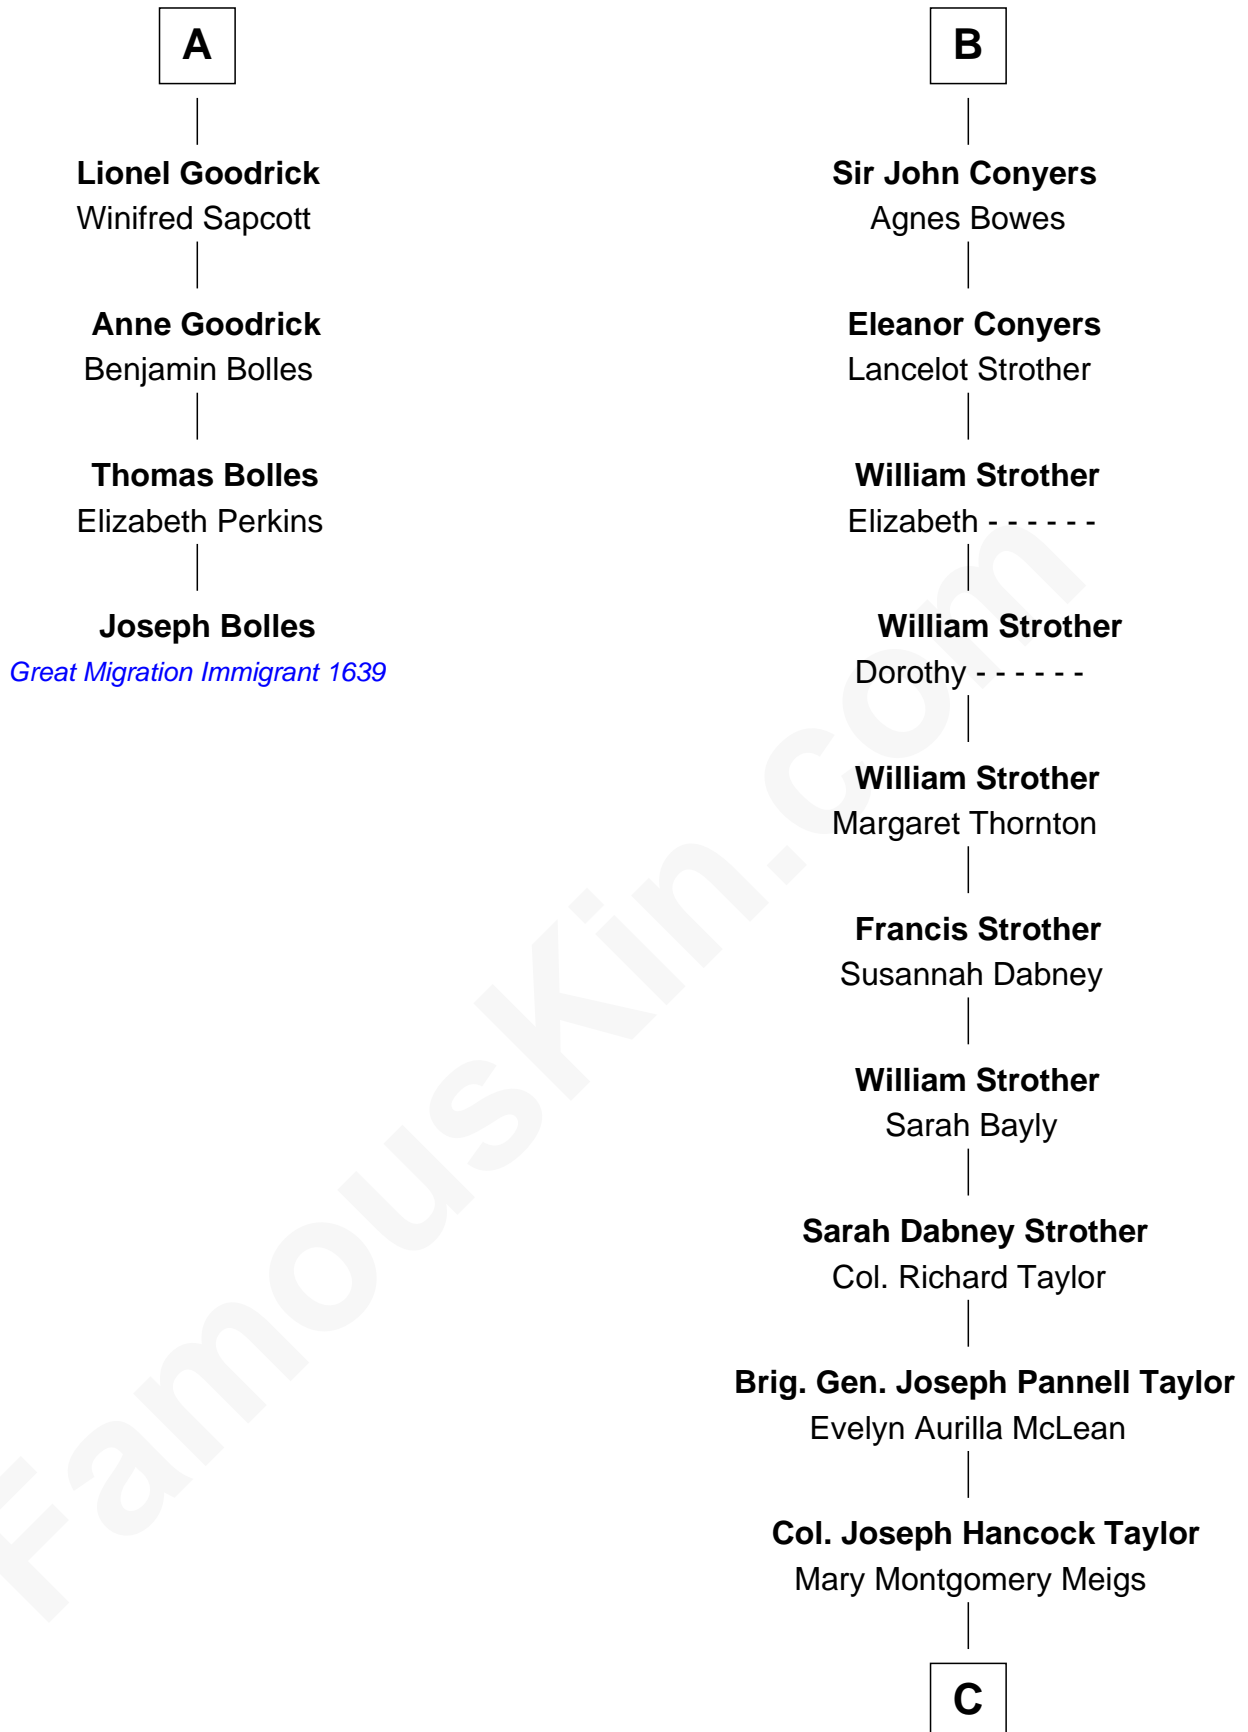 A
Lionel Goodrick
Winifred Sapcott
Anne Goodrick
Benjamin Bolles
Thomas Bolles
Elizabeth Perkins
Joseph Bolles
Great Migration Immigrant 1639
B
Sir John Conyers
Agnes Bowes
Eleanor Conyers
Lancelot Strother
William Strother
Elizabeth - - - - - -
William Strother
Dorothy - - - - - -
William Strother
Margaret Thornton
Francis Strother
Susannah Dabney
William Strother
Sarah Bayly
Sarah Dabney Strother
Col. Richard Taylor
Brig. Gen. Joseph Pannell Taylor
Evelyn Aurilla McLean
Col. Joseph Hancock Taylor
Mary Montgomery Meigs
C
FamousKin.com